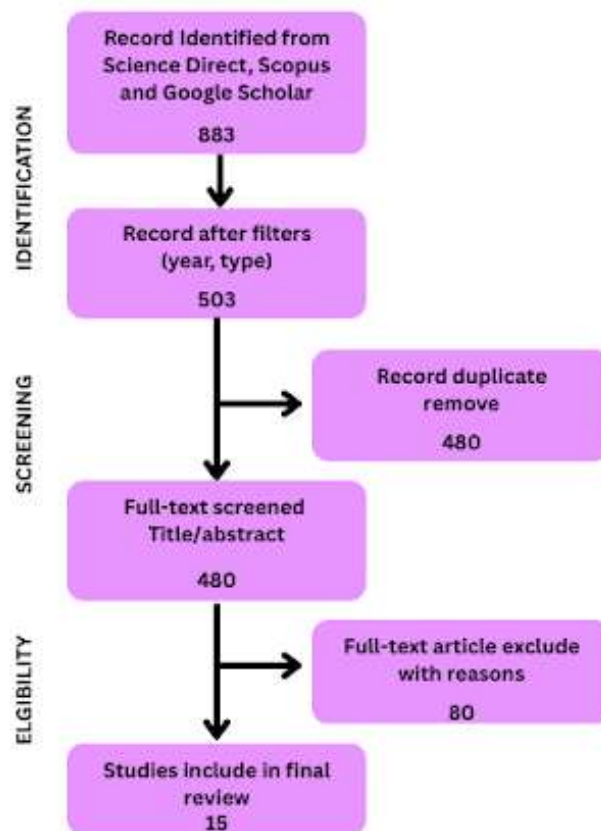 IDENTIFICATION
Record Identified from
Science Direct, Scopus
and Google Scholar
883
Record after filters
(year, type)
503
SCREENING
Record duplicate
remove
480
Full-text screened
Title/abstract
480
ELGIBILITY
Full-text article exclude
with reasons
80
Studies include in final
review
15